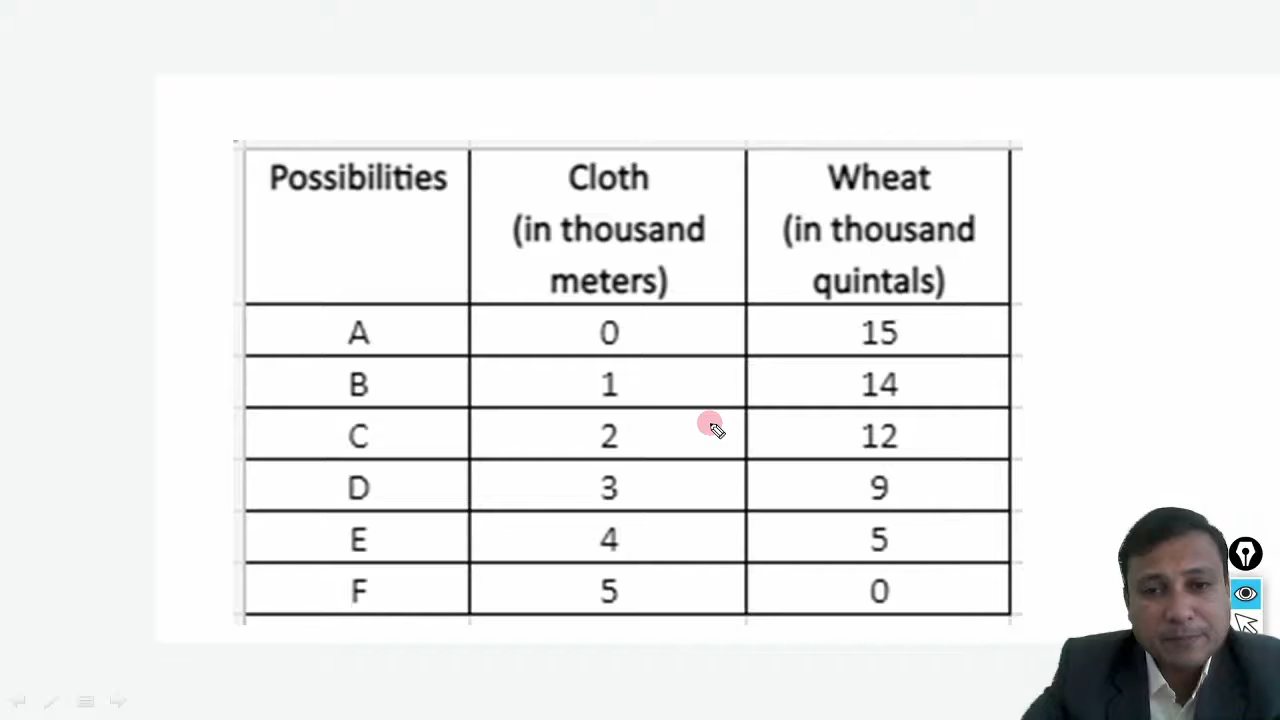 Possibilities Cloth (in thousand meters) Wheat (in thousand quintals)
A 0 15
B 1 14
C 2 12
D 3 9
E 4 5
F 5 0